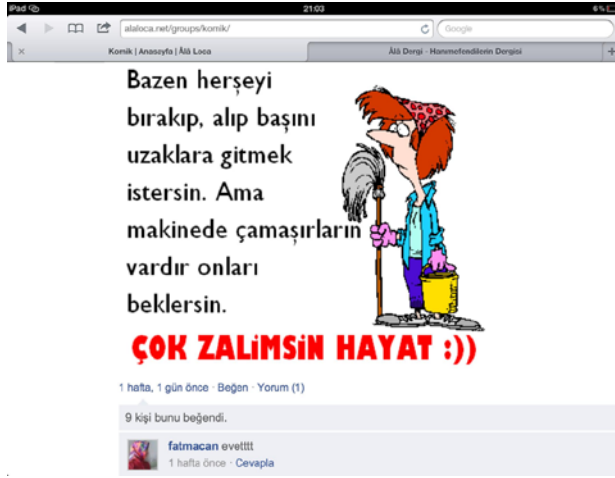 iPad
21:03
6%
alaloca.net/groups/komik/
Google
Komik | Anasayfa | Âlâ Loca
Âlâ Dergi - Hanımefendilerin Dergisi
Bazen herşeyi
bırakıp, alıp başını
uzaklara gitmek
istersin. Ama
makinede çamaşırların
vardır onları
beklersin.
ÇOK ZALiMSiN HAYAT :))
1 hafta, 1 gün önce · Beğen · Yorum (1)
9 kişi bunu beğendi.
fatmacan evetttt
1 hafta önce · Cevapla